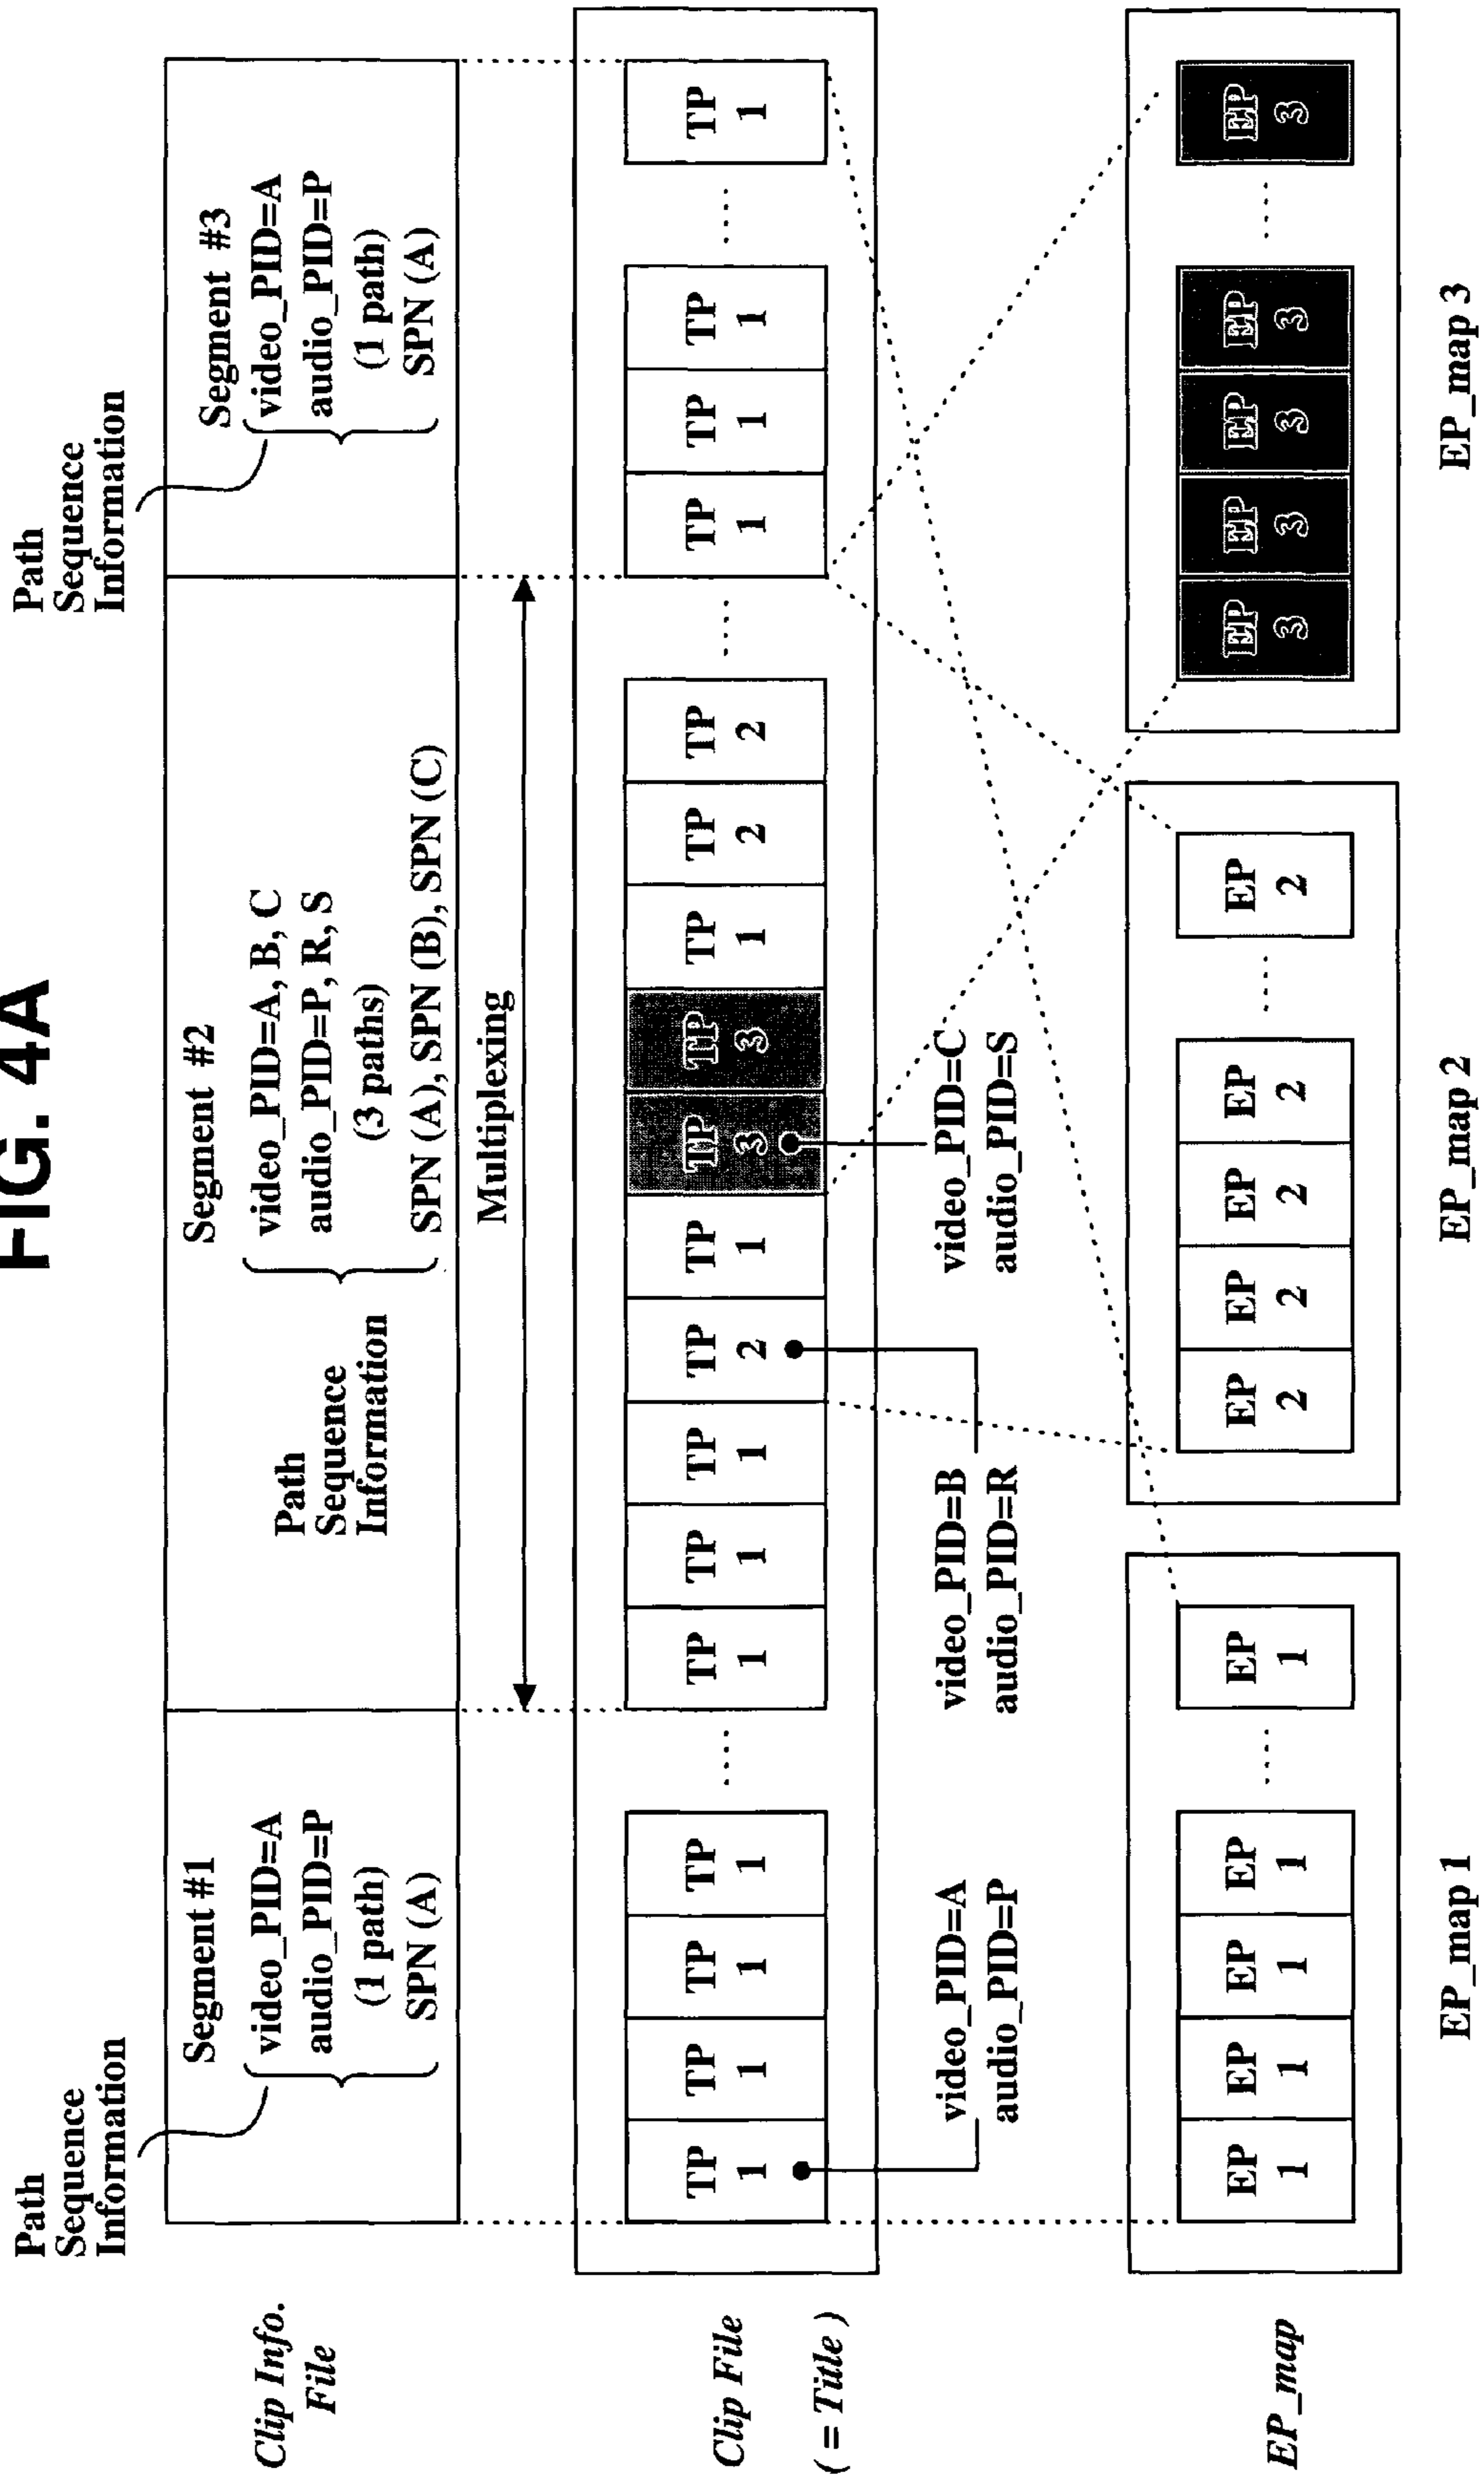 FIG. 4A
Path
Sequence
Information
Path
Sequence
Information
Clip Info.
File
Segment #1
video_PID=A
audio_PID=P
(1 path)
SPN (A)
Path
Sequence
Information
Segment #2
video_PID=A, B, C
audio_PID=P, R, S
(3 paths)
SPN (A), SPN (B), SPN (C)
Segment #3
video_PID=A
audio_PID=P
(1 path)
SPN (A)
Multiplexing
Clip File
( = Title )
TP TP TP TP ..... TP TP TP TP TP TP TP TP TP TP ..... TP TP TP ..... TP
1 1 1 1 1 1 1 2 1 3 3 1 2 2 1 1 1 1
video_PID=A
audio_PID=P
video_PID=B
audio_PID=R
video_PID=C
audio_PID=S
EP_map
EP EP EP EP ..... EP
1 1 1 1 1
EP EP EP EP ..... EP
2 2 2 2 2
EP EP EP EP ..... EP
3 3 3 3 3
EP_map 1
EP_map 2
EP_map 3